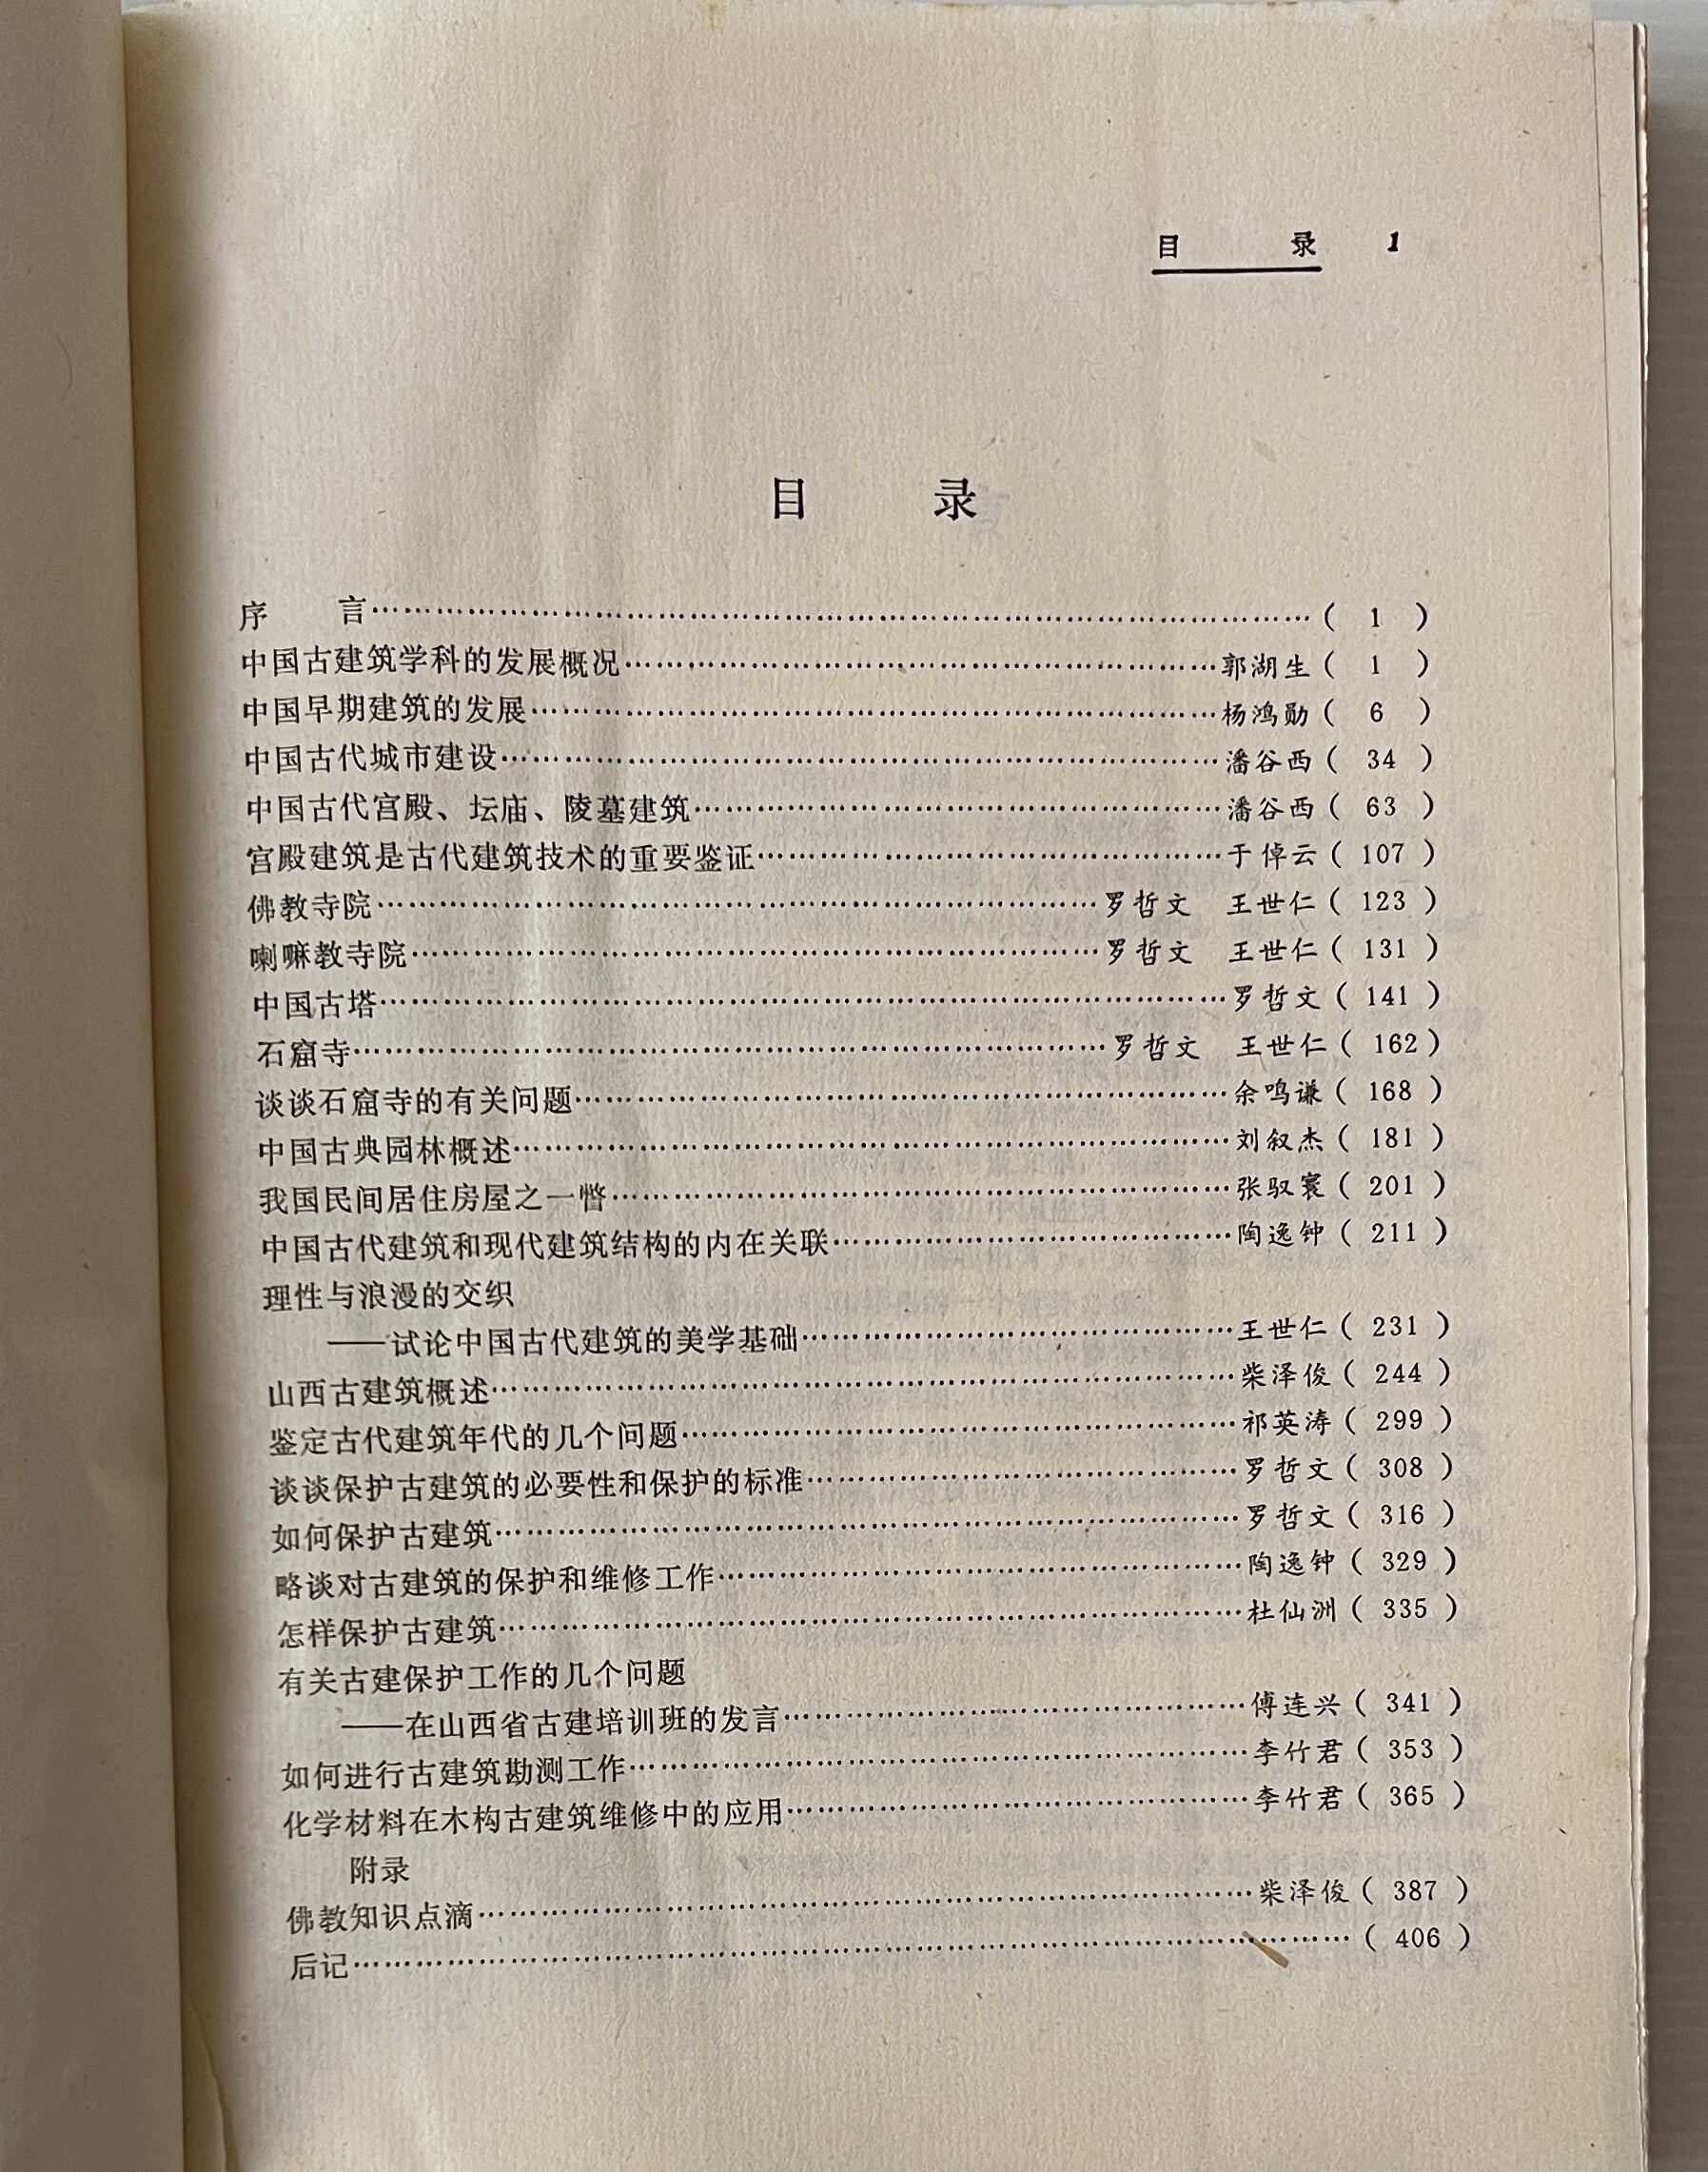 目 录 1
目 录
序 言……………………………………( 1 )
中国古建筑学科的发展概况……………………郭湖生( 1 )
中国早期建筑的发展……………………杨鸿勋( 6 )
中国古代城市建设……………………潘谷西( 34 )
中国古代宫殿、坛庙、陵墓建筑……………………潘谷西( 63 )
宫殿建筑是古代建筑技术的重要鉴证……………………于倬云( 107 )
佛教寺院……………………罗哲文 王世仁( 123 )
喇嘛教寺院……………………罗哲文 王世仁( 131 )
中国古塔……………………罗哲文( 141 )
石窟寺……………………罗哲文 王世仁( 162 )
谈谈石窟寺的有关问题……………………余鸣谦( 168 )
中国古典园林概述……………………刘叙杰( 181 )
我国民间居住房屋之一瞥……………………张驭寰( 201 )
中国古代建筑和现代建筑结构的内在关联……………………陶逸钟( 211 )
理性与浪漫的交织
——试论中国古代建筑的美学基础……………………王世仁( 231 )
山西古建筑概述……………………柴泽俊( 244 )
鉴定古代建筑年代的几个问题……………………祁英涛( 299 )
谈谈保护古建筑的必要性和保护的标准……………………罗哲文( 308 )
如何保护古建筑……………………罗哲文( 316 )
略谈对古建筑的保护和维修工作……………………陶逸钟( 329 )
怎样保护古建筑……………………杜仙洲( 335 )
有关古建保护工作的几个问题
——在山西省古建培训班的发言……………………傅连兴( 341 )
如何进行古建筑勘测工作……………………李竹君( 353 )
化学材料在木构古建筑维修中的应用……………………李竹君( 365 )
附录
佛教知识点滴……………………柴泽俊( 387 )
后记……………………………………( 406 )